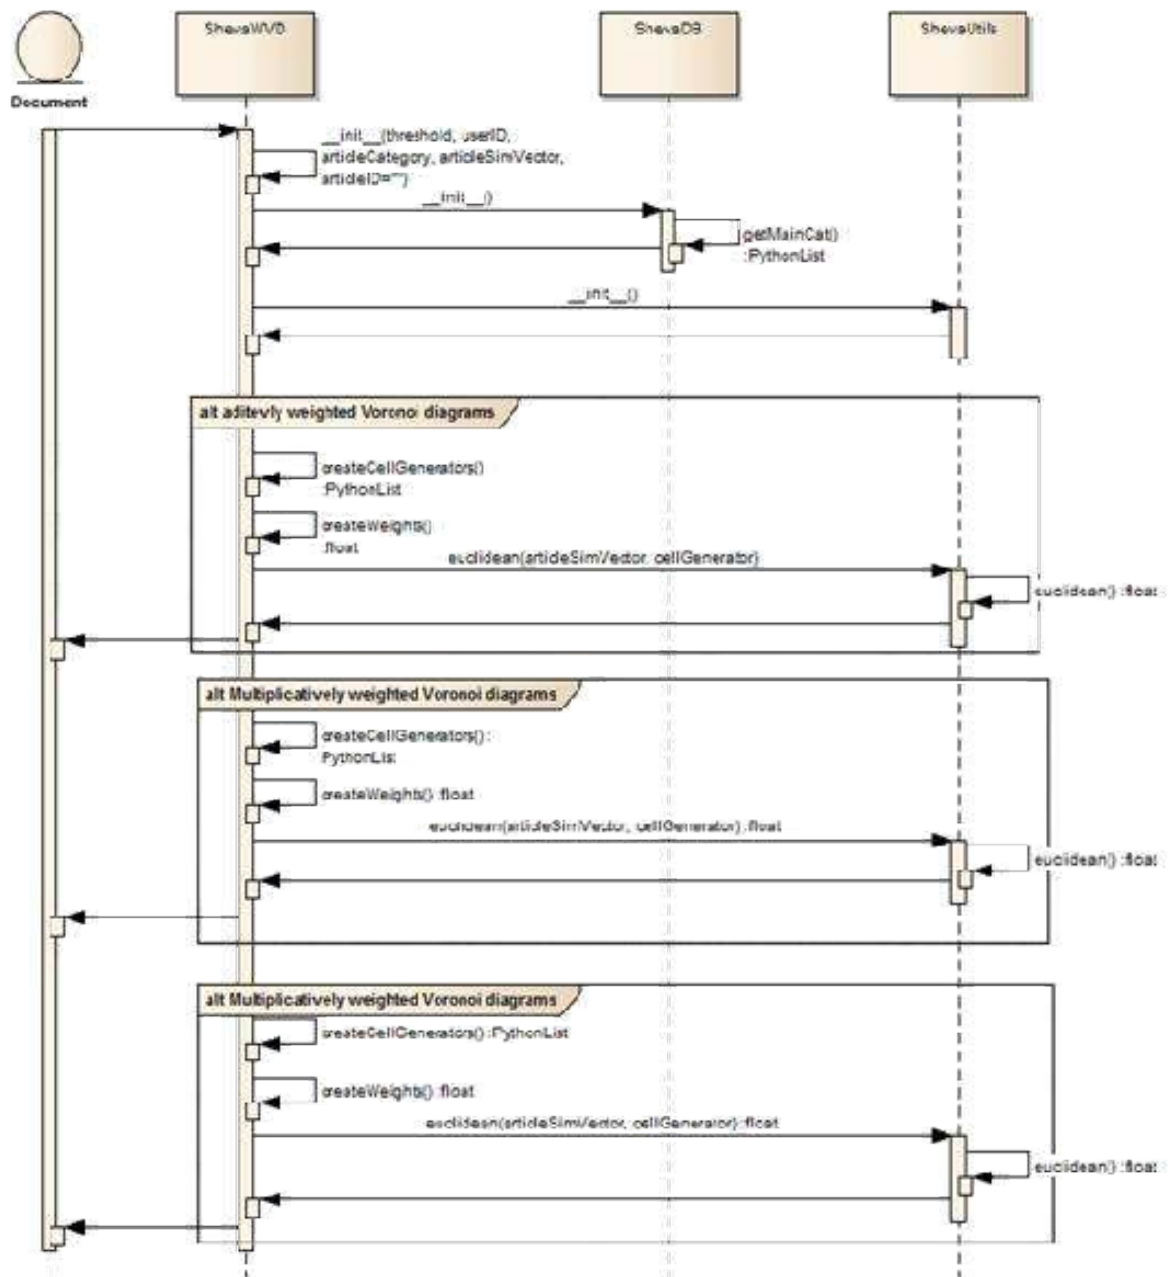 ShevaWVD
ShevaDB
ShevaUtils
Document
__init__(threshold, userID,
articleCategory, articleSimVector,
articleID="")
__init__()
getMainCat()
:PythonList
__init__()
alt aditevly weighted Voronoi diagrams
createCellGenerators()
:PythonList
createWeights()
:float
euclidean(articleSimVector, cellGenerator)
euclidean() :float
alt Multiplicatively weighted Voronoi diagrams
createCellGenerators() :
PythonList
createWeights() :float
euclidean(articleSimVector, cellGenerator) :float
euclidean() :float
alt Multiplicatively weighted Voronoi diagrams
createCellGenerators() :PythonList
createWeights() :float
euclidean(articleSimVector, cellGenerator) :float
euclidean() :float